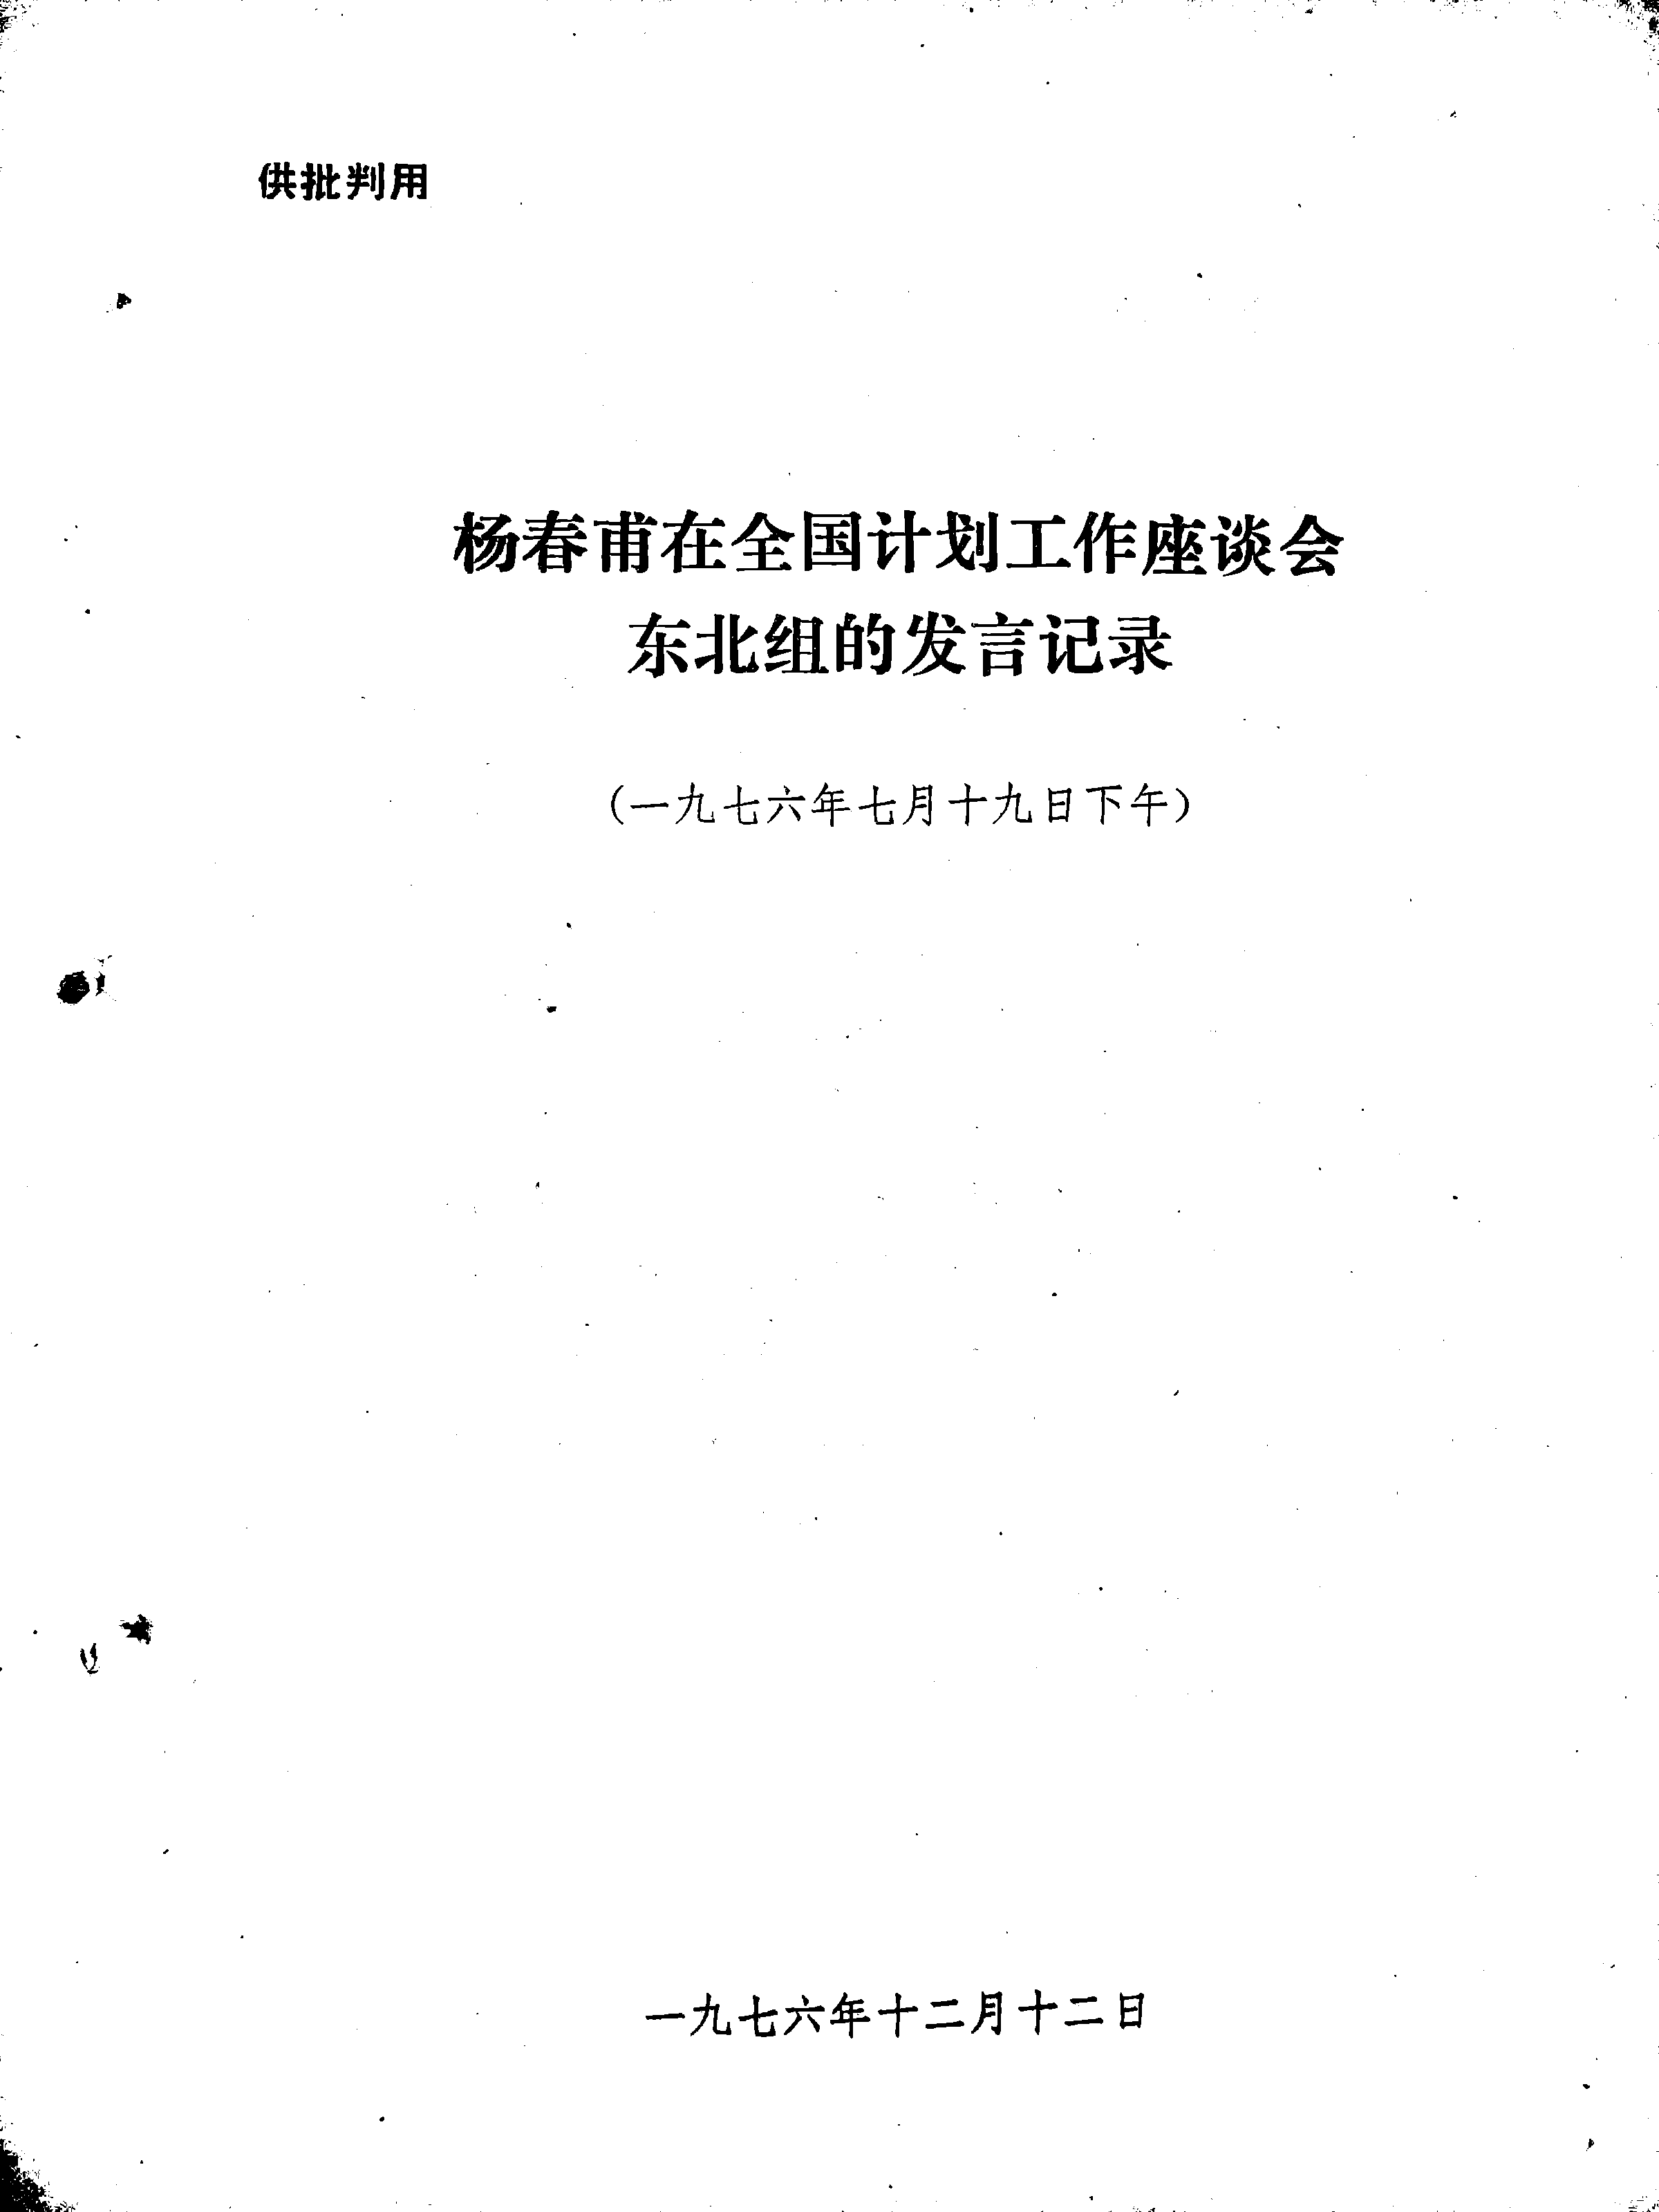 供批判用
杨春甫在全国计划工作座谈会
东北组的发言记录
(一九七六年七月十九日下午)
一九七六年十二月十二日